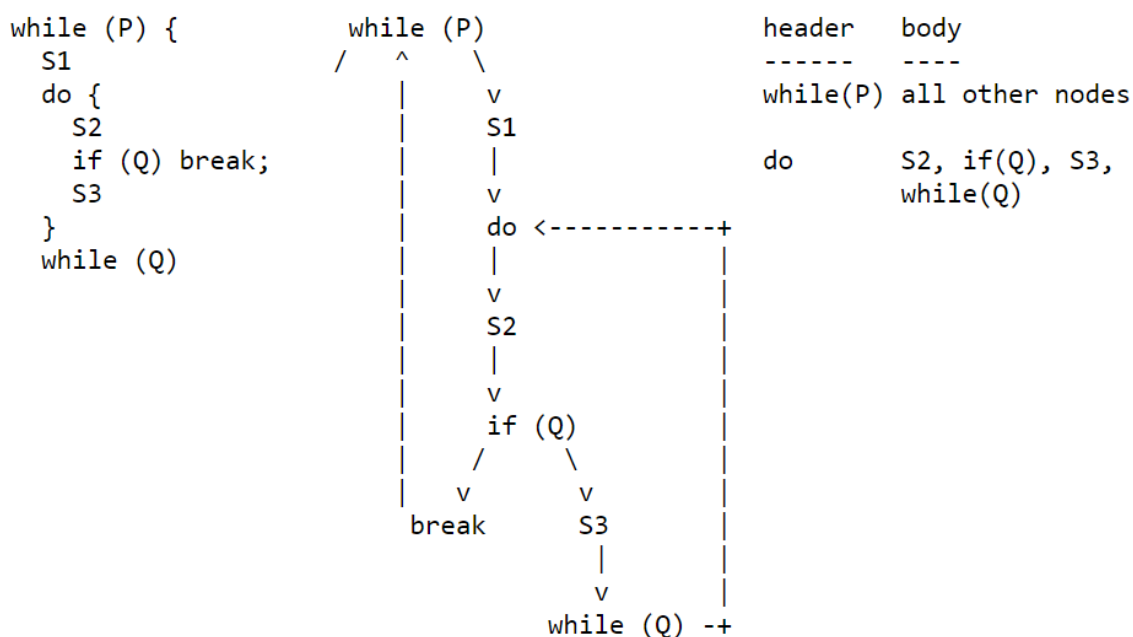 while (P) {            while (P)                  header   body
  S1                  /   ^    \                  ------   ----
  do {                    |     v                 while(P) all other nodes
    S2                    |     S1
    if (Q) break;         |     |                 do       S2, if(Q), S3,
    S3                    |     v                          while(Q)
  }                       |     do <-----------+
  while (Q)               |     |              |
                          |     v              |
                          |     S2             |
                          |     |              |
                          |     v              |
                          |     if (Q)         |
                          |    /     \         |
                          |   v       v        |
                           break      S3       |
                                       |       |
                                       v       |
                                    while (Q) -+